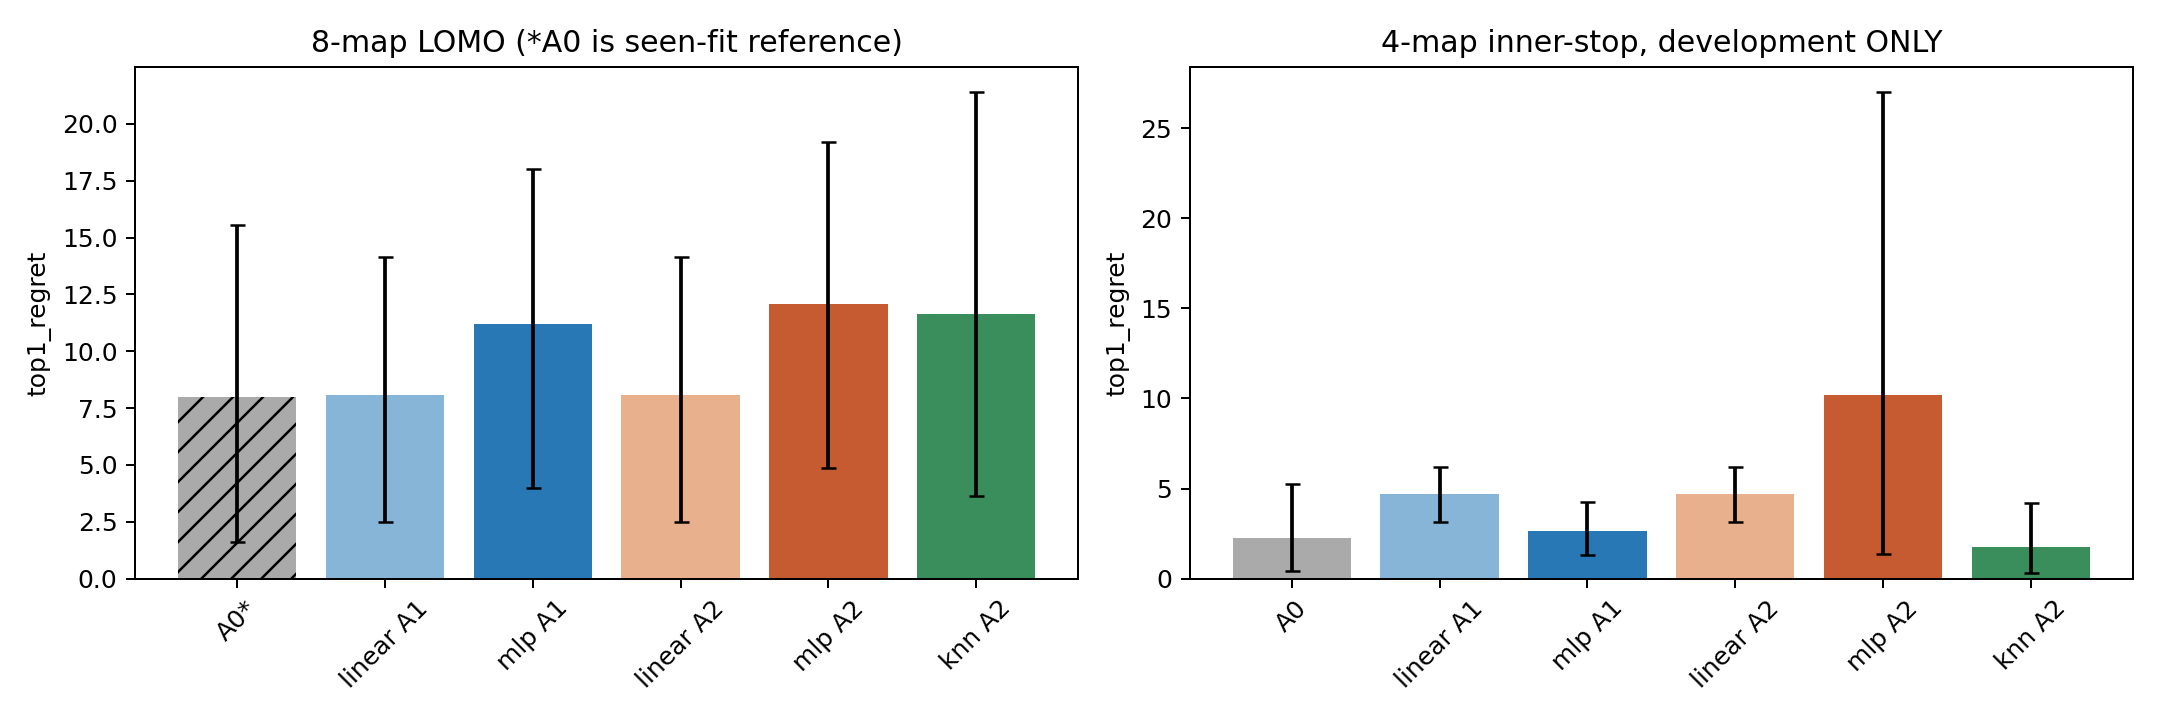 8-map LOMO (*A0 is seen-fit reference)
top1_regret
20.0
17.5
15.0
12.5
10.0
7.5
5.0
2.5
0.0
A0*
linear A1
mlp A1
linear A2
mlp A2
knn A2
4-map inner-stop, development ONLY
top1_regret
25
20
15
10
5
0
A0
linear A1
mlp A1
linear A2
mlp A2
knn A2